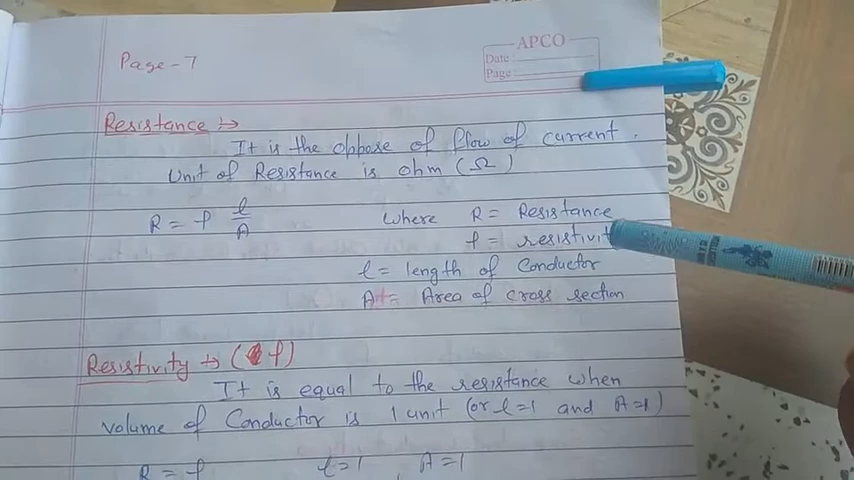 Page-7
APCO
Date
Page
Resistance :→
It is the oppose of flow of current.
Unit of Resistance is ohm (Ω)
R = ρ l/A
where R = Resistance
ρ = resistivit
l = length of Conductor
A = Area of cross section
Resistivity → (ρ)
It is equal to the resistance when
volume of Conductor is 1 unit (or l=1 and A=1)
R = ρ l=1, A=1